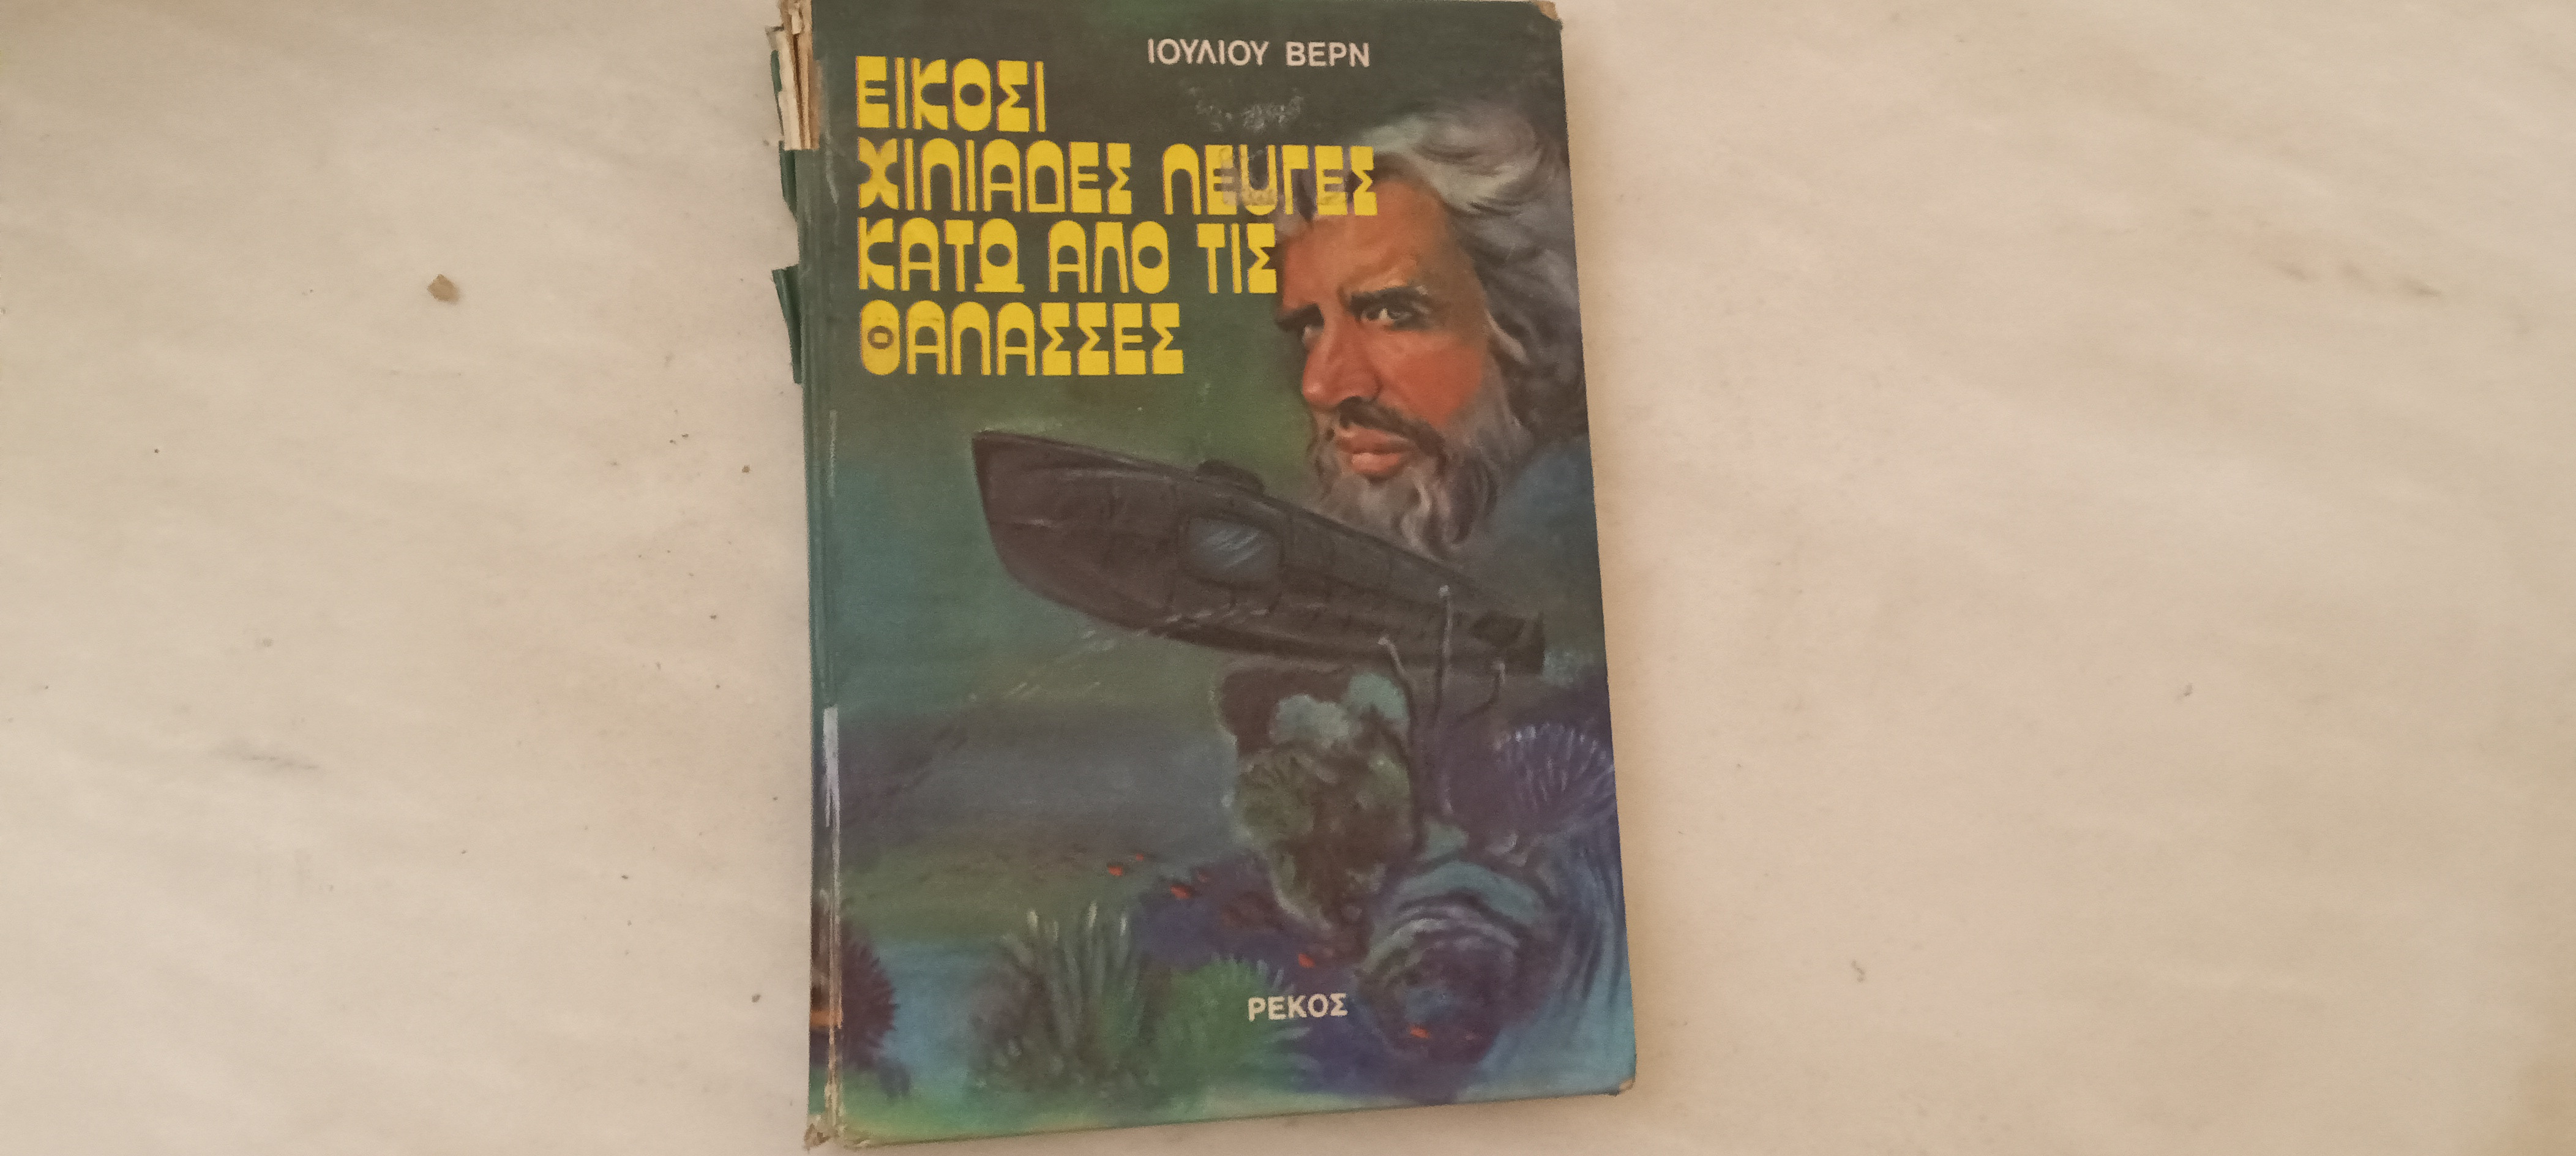 ΙΟΥΛΙΟΥ ΒΕΡΝ
ΕΙΚΟΣΙ
ΧΙΛΙΑΔΕΣ ΛΕΥΓΕΣ
ΚΑΤΩ ΑΠΟ ΤΙΣ
ΘΑΛΑΣΣΕΣ
ΡΕΚΟΣ